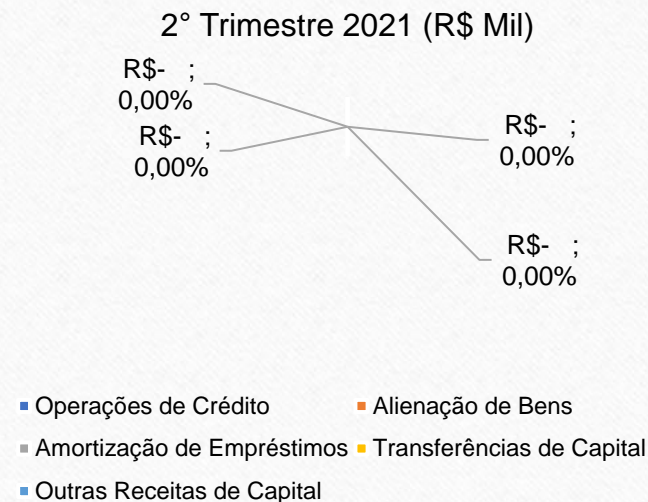 2° Trimestre 2021 (R$ Mil)
R$-   ;
0,00%
R$-   ;
0,00%
R$-   ;
0,00%
R$-   ;
0,00%
Operações de Crédito
Alienação de Bens
Amortização de Empréstimos
Transferências de Capital
Outras Receitas de Capital